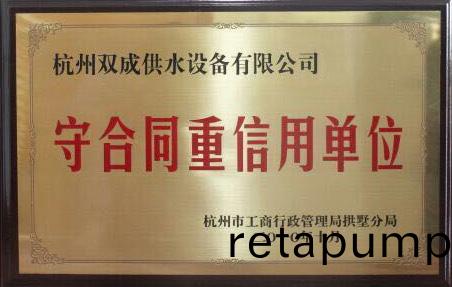 杭州双成供水设备有限公司
守合同重信用单位
杭州市工商行政管理局拱墅分局
retapump